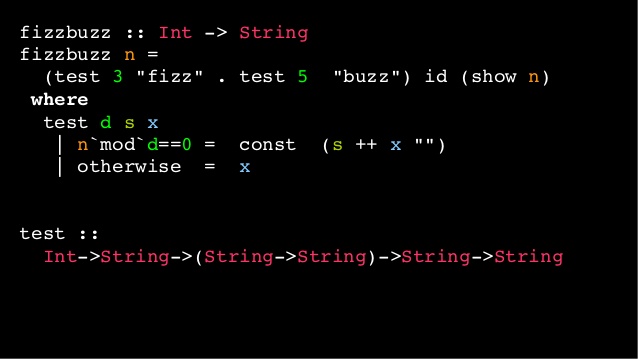 fizzbuzz :: Int -> String
fizzbuzz n =
  (test 3 "fizz" . test 5  "buzz") id (show n)
 where
  test d s x
   | n`mod`d==0 =  const  (s ++ x "")
   | otherwise  =  x
test ::
  Int->String->(String->String)->String->String